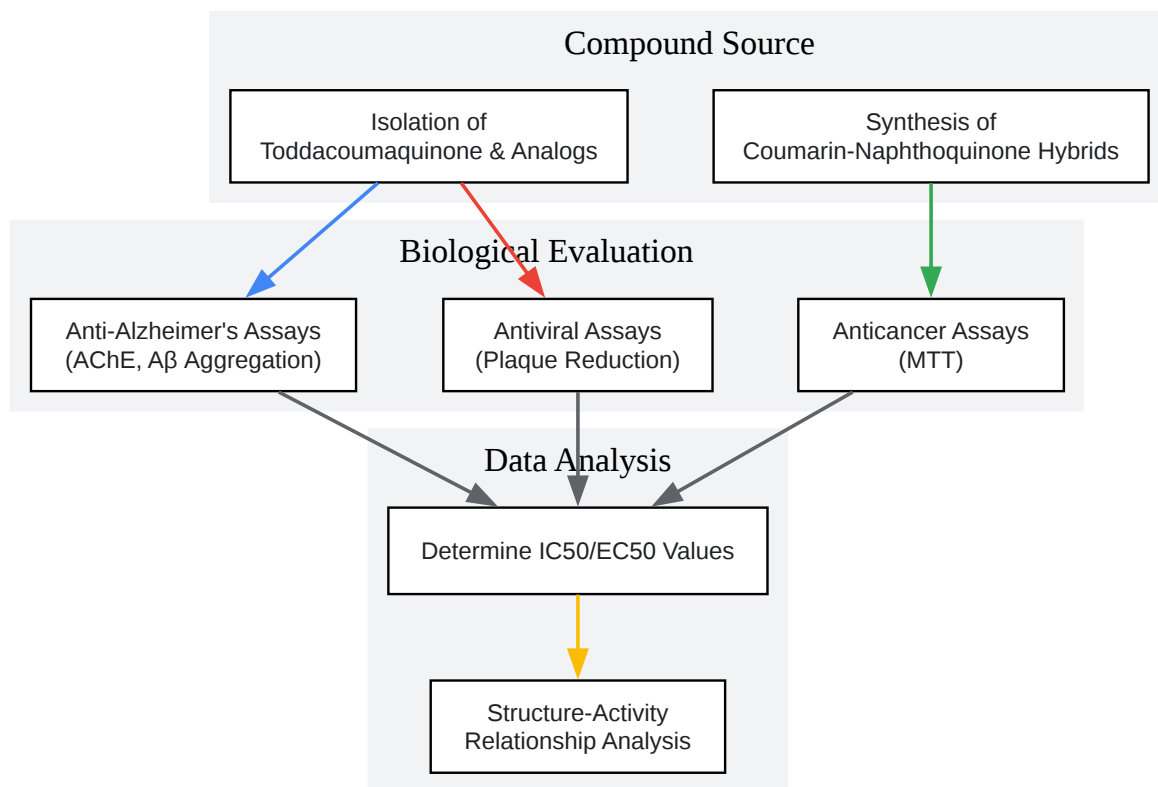 Compound Source
Isolation of
Toddacoumaquinone & Analogs
Synthesis of
Coumarin-Naphthoquinone Hybrids
Biological Evaluation
Anti-Alzheimer's Assays
(AChE, Aβ Aggregation)
Antiviral Assays
(Plaque Reduction)
Anticancer Assays
(MTT)
Data Analysis
Determine IC50/EC50 Values
Structure-Activity
Relationship Analysis